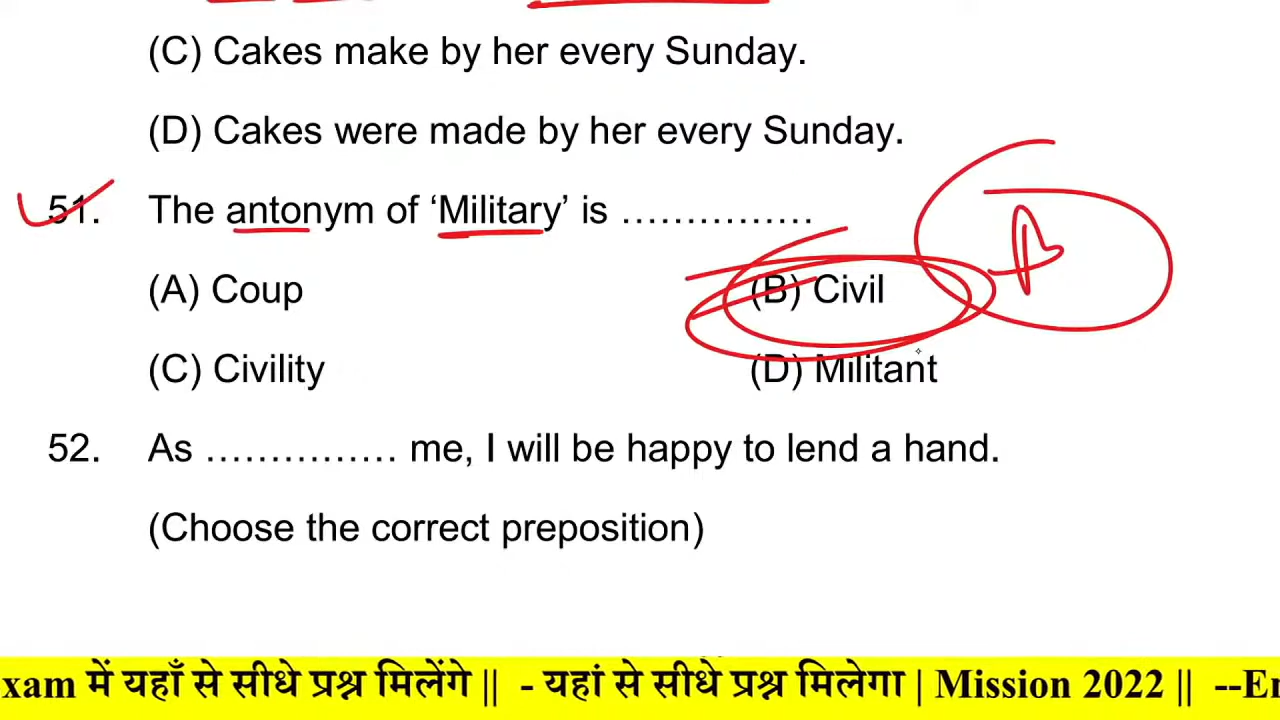 (C) Cakes make by her every Sunday.
(D) Cakes were made by her every Sunday.
51. The antonym of ‘Military’ is ……………
(A) Coup (B) Civil
(C) Civility (D) Militant
52. As …………… me, I will be happy to lend a hand.
(Choose the correct preposition)
xam में यहाँ से सीधे प्रश्न मिलेंगे || - यहां से सीधे प्रश्न मिलेगा | Mission 2022 || --En